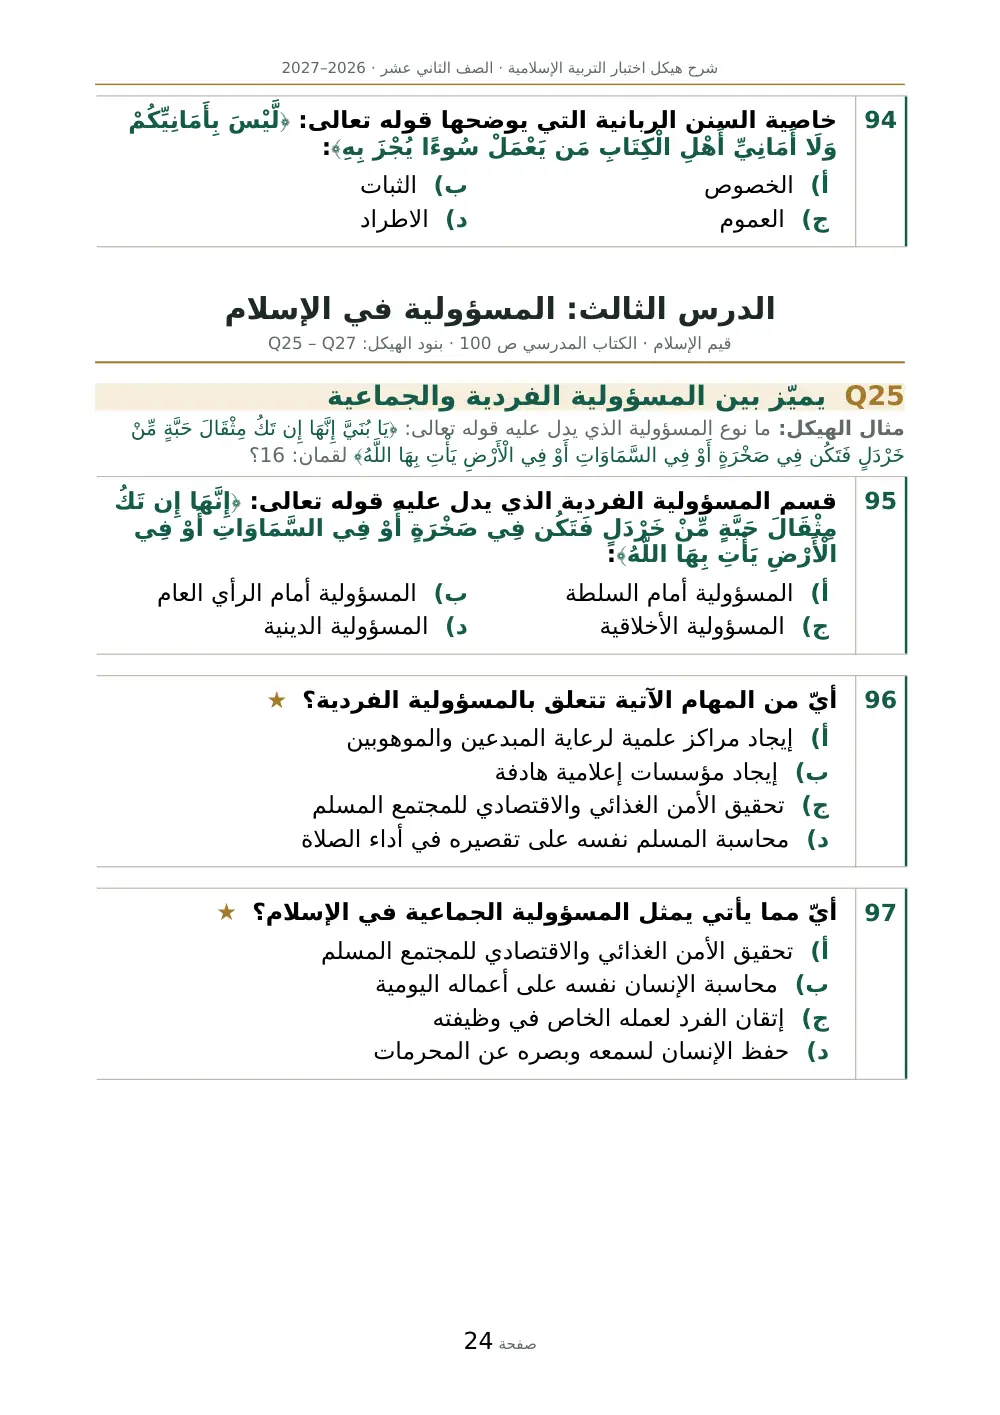 شرح هيكل اختبار التربية الإسلامية · الصف الثاني عشر · 2026–2027
94
خاصية السنن الربانية التي يوضحها قوله تعالى: ﴿لَّيْسَ بِأَمَانِيِّكُمْ
وَلَا أَمَانِيِّ أَهْلِ الْكِتَابِ مَن يَعْمَلْ سُوءًا يُجْزَ بِهِ﴾:
أ) الخصوص ب) الثبات
ج) العموم د) الاطراد
الدرس الثالث: المسؤولية في الإسلام
قيم الإسلام · الكتاب المدرسي ص 100 · بنود الهيكل: Q25 – Q27
Q25 يميّز بين المسؤولية الفردية والجماعية
مثال الهيكل: ما نوع المسؤولية الذي يدل عليه قوله تعالى: ﴿يَا بُنَيَّ إِنَّهَا إِن تَكُ مِثْقَالَ حَبَّةٍ مِّنْ
خَرْدَلٍ فَتَكُن فِي صَخْرَةٍ أَوْ فِي السَّمَاوَاتِ أَوْ فِي الْأَرْضِ يَأْتِ بِهَا اللَّهُ﴾ لقمان: 16؟
95
قسم المسؤولية الفردية الذي يدل عليه قوله تعالى: ﴿إِنَّهَا إِن تَكُ
مِثْقَالَ حَبَّةٍ مِّنْ خَرْدَلٍ فَتَكُن فِي صَخْرَةٍ أَوْ فِي السَّمَاوَاتِ أَوْ فِي
الْأَرْضِ يَأْتِ بِهَا اللَّهُ﴾:
أ) المسؤولية أمام السلطة ب) المسؤولية أمام الرأي العام
ج) المسؤولية الأخلاقية د) المسؤولية الدينية
96
أيّ من المهام الآتية تتعلق بالمسؤولية الفردية؟ ★
أ) إيجاد مراكز علمية لرعاية المبدعين والموهوبين
ب) إيجاد مؤسسات إعلامية هادفة
ج) تحقيق الأمن الغذائي والاقتصادي للمجتمع المسلم
د) محاسبة المسلم نفسه على تقصيره في أداء الصلاة
97
أيّ مما يأتي يمثل المسؤولية الجماعية في الإسلام؟ ★
أ) تحقيق الأمن الغذائي والاقتصادي للمجتمع المسلم
ب) محاسبة الإنسان نفسه على أعماله اليومية
ج) إتقان الفرد لعمله الخاص في وظيفته
د) حفظ الإنسان لسمعه وبصره عن المحرمات
صفحة 24